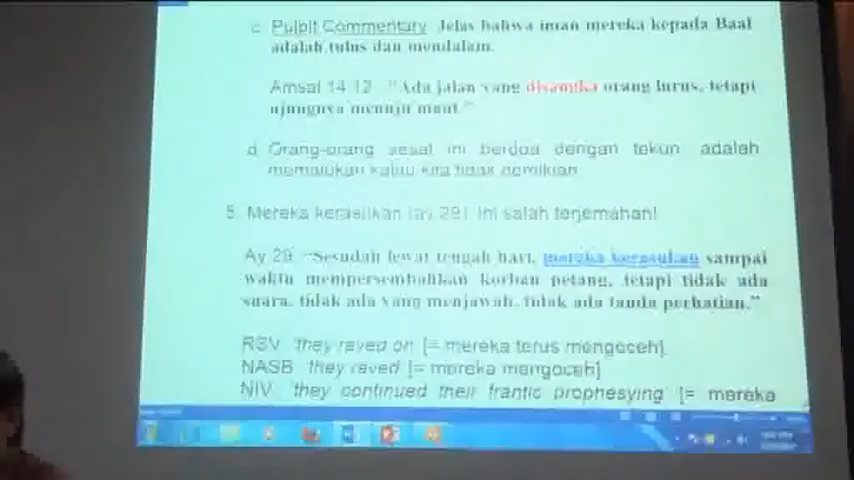 c. Pulpit Commentary: Jelas bahwa iman mereka kepada Baal
adalah tulus dan mendalam.
Amsal 14:12 - "Ada jalan yang disangka orang lurus, tetapi
ujungnya menuju maut."
d. Orang-orang sesat ini berdoa dengan tekun, adalah
memalukan kalau kita tidak demikian.
5. Mereka kerasukan (ay 29). Ini salah terjemahan!
Ay 29: "Sesudah lewat tengah hari, mereka kerasukan sampai
waktu mempersembahkan korban petang, tetapi tidak ada
suara, tidak ada yang menjawab, tidak ada tanda perhatian."
RSV: 'they raved on' [= mereka terus mengoceh].
NASB: 'they raved' [= mereka mengoceh]
NIV: 'they continued their frantic prophesying' [= mereka